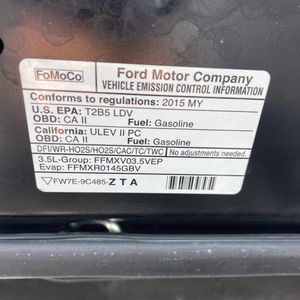 FoMoCo
Ford Motor Company
VEHICLE EMISSION CONTROL INFORMATION
Conforms to regulations: 2015 MY
U.S. EPA: T2B5 LDV
OBD: CA II Fuel: Gasoline
California: ULEV II PC
OBD: CA II Fuel: Gasoline
DFI/WR-HO2S/HO2S/CAC/TC/TWC No adjustments needed.
3.5L-Group: FFMXV03.5VEP
Evap: FFMXR0145GBV
FW7E-9C485-ZTA